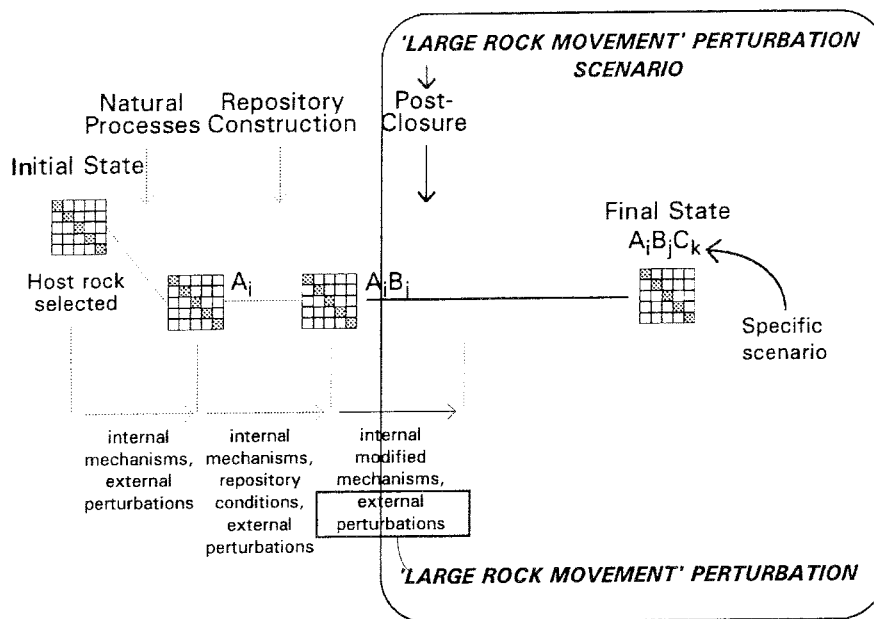 'LARGE ROCK MOVEMENT' PERTURBATION
SCENARIO
Natural
Processes
Repository
Construction
Post-
Closure
Initial State
Host rock
selected
A_i
A_iB_j
Final State
A_iB_jC_k
Specific
scenario
internal
mechanisms,
external
perturbations
internal
mechanisms,
repository
conditions,
external
perturbations
internal
modified
mechanisms,
external
perturbations
'LARGE ROCK MOVEMENT' PERTURBATION